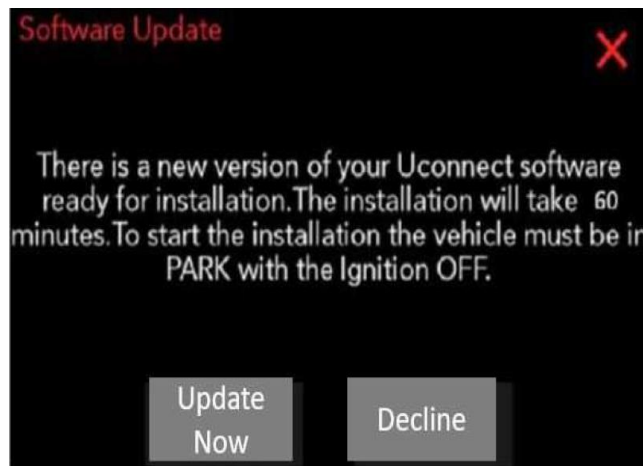 Software Update
X
There is a new version of your Uconnect software
ready for installation.The installation will take 60
minutes.To start the installation the vehicle must be in
PARK with the Ignition OFF.
Update
Now
Decline